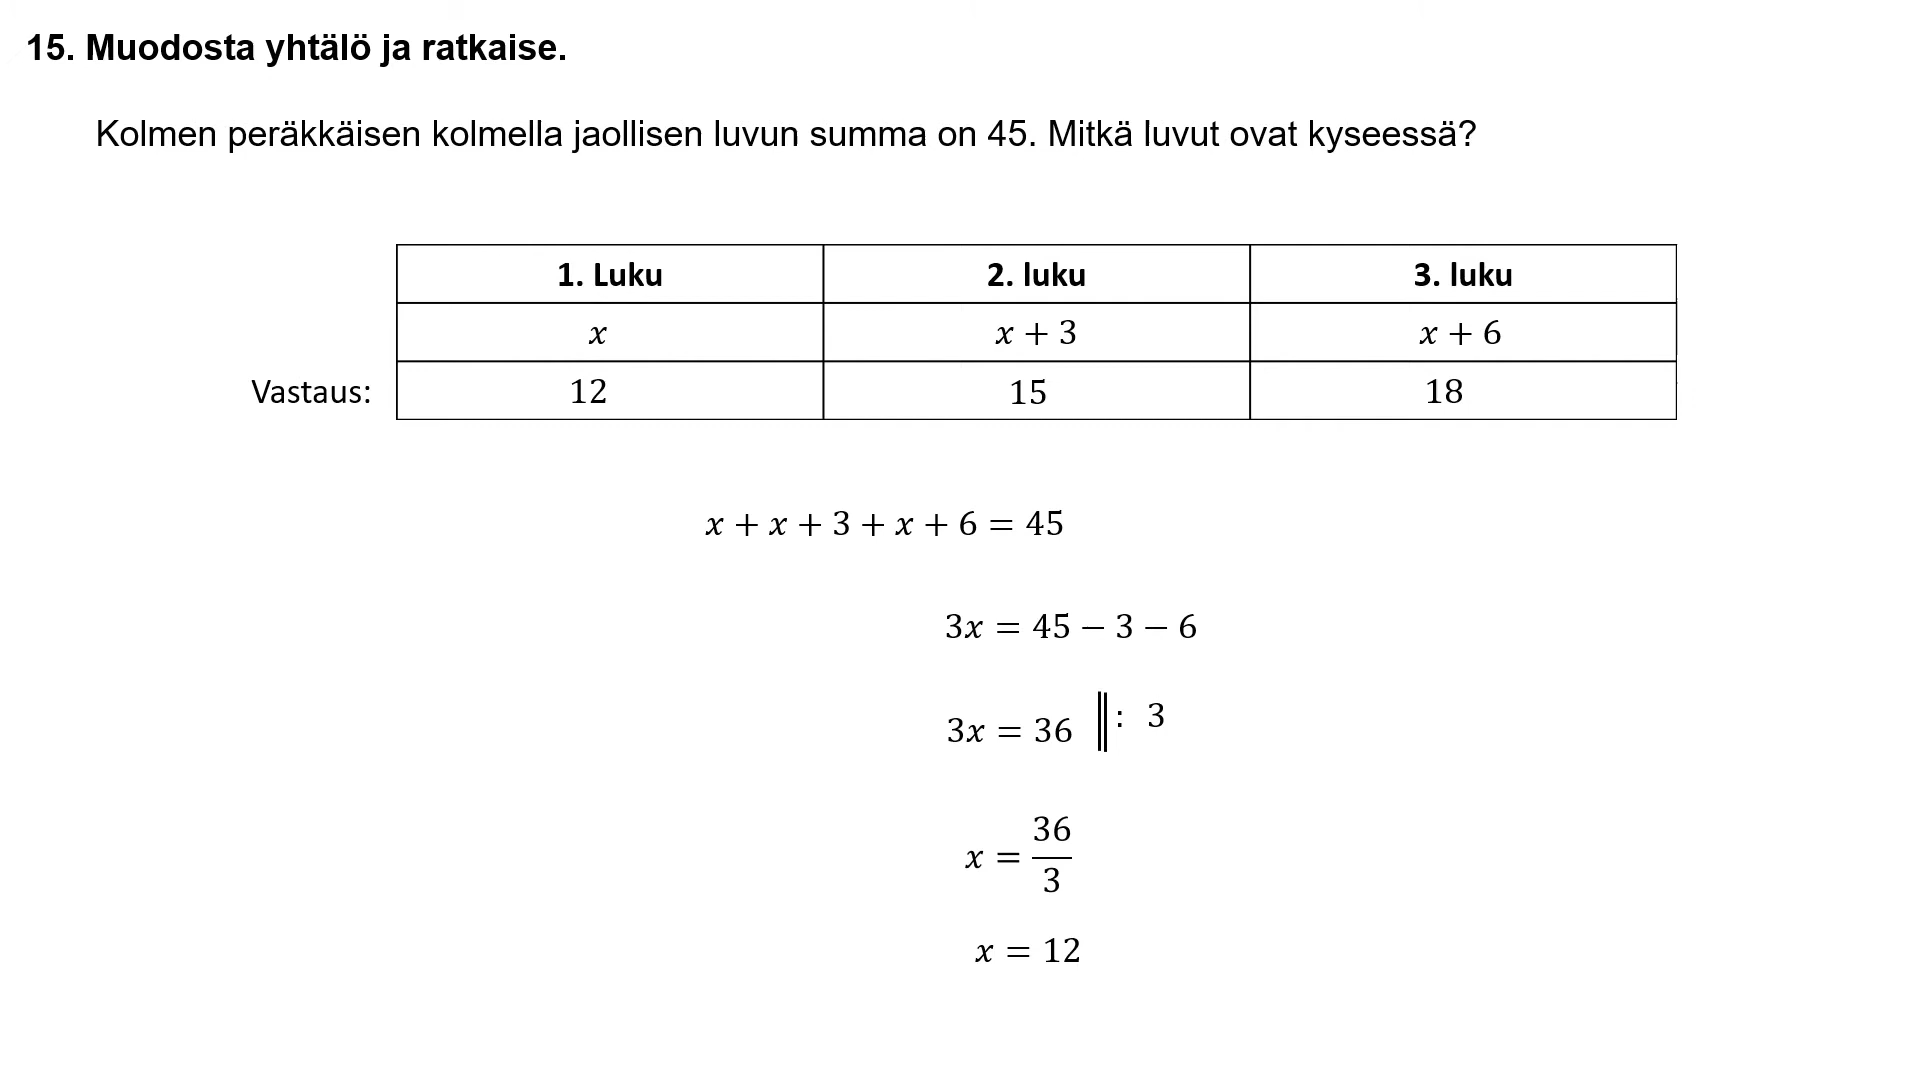 15. Muodosta yhtälö ja ratkaise.
Kolmen peräkkäisen kolmella jaollisen luvun summa on 45. Mitkä luvut ovat kyseessä?
1. Luku 2. luku 3. luku
x x + 3 x + 6
Vastaus: 12 15 18
x + x + 3 + x + 6 = 45
3x = 45 − 3 − 6
3x = 36 ‖: 3
x = 36/3
x = 12